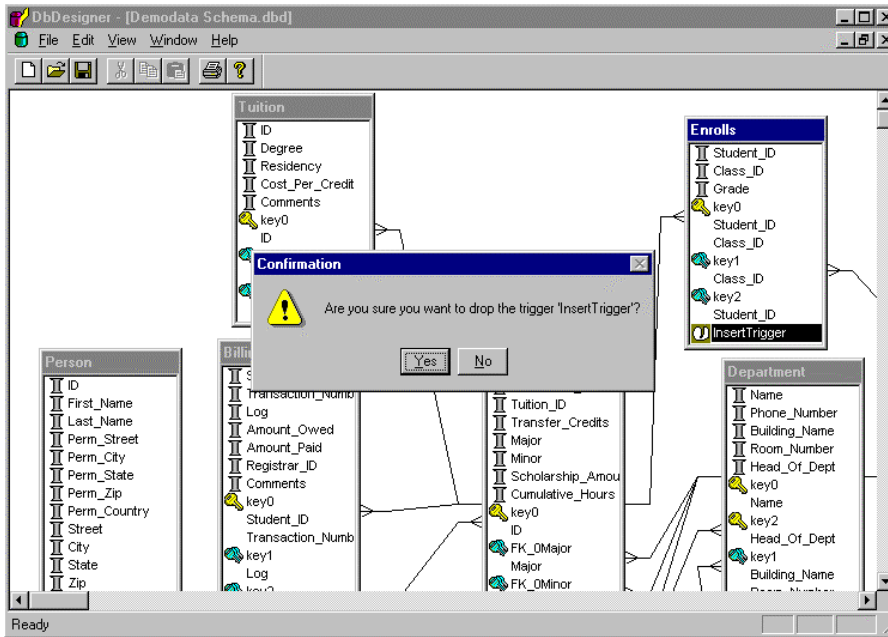 DbDesigner - [Demodata Schema.dbd]
File Edit View Window Help
Tuition
ID
Degree
Residency
Cost_Per_Credit
Comments
key0
ID
Enrolls
Student_ID
Class_ID
Grade
key0
Student_ID
Class_ID
key1
Class_ID
key2
Student_ID
InsertTrigger
Confirmation
Are you sure you want to drop the trigger 'InsertTrigger'?
Yes No
Person
ID
First_Name
Last_Name
Perm_Street
Perm_City
Perm_State
Perm_Zip
Perm_Country
Street
City
State
Zip
Billin
S
Transaction_Numb
Log
Amount_Owed
Amount_Paid
Registrar_ID
Comments
key0
Student_ID
Transaction_Numb
key1
Log
key2
Tuition_ID
Transfer_Credits
Major
Minor
Scholarship_Amou
Cumulative_Hours
key0
ID
FK_0Major
Major
FK_0Minor
Department
Name
Phone_Number
Building_Name
Room_Number
Head_Of_Dept
key0
Name
key2
Head_Of_Dept
key1
Building_Name
Room_Number
Ready